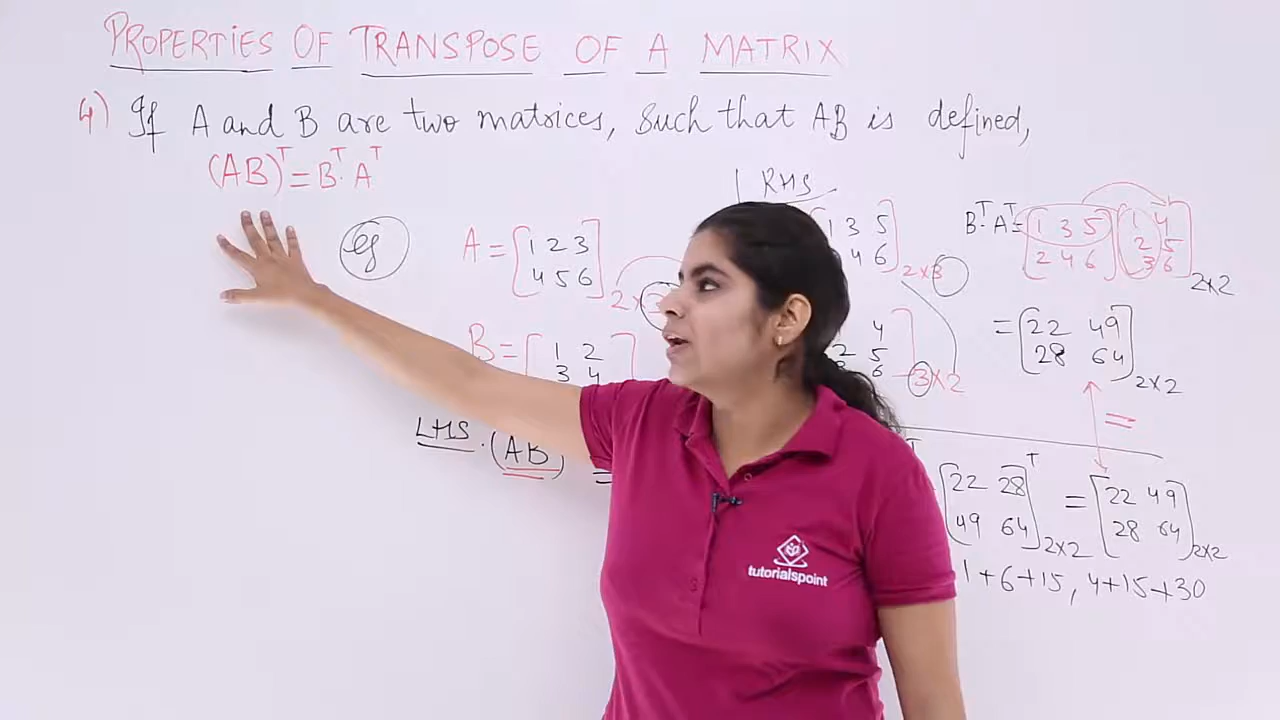 PROPERTIES OF TRANSPOSE OF A MATRIX
4) If A and B are two matrices, such that AB is defined,
(AB)ᵀ = Bᵀ. Aᵀ
eg
A = [1 2 3
4 5 6] 2 ×
B = [1 2
3 4
LHS. (AB) =
RHS
1 3 5
4 6] 2×3
4
2 5
6] 3×2
Bᵀ. Aᵀ = [1 3 5
2 4 6] [1 4
2 5
3 6] 2×2
= [22 49
28 64] 2×2
=
[22 28
49 64]ᵀ 2×2 = [22 49
28 64] 2×2
1+6+15, 4+15+30
tutorialspoint